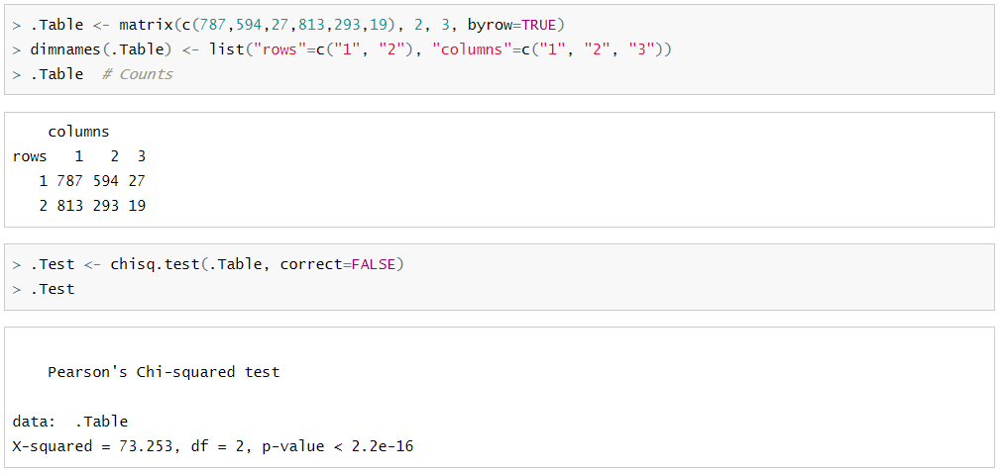 > .Table <- matrix(c(787,594,27,813,293,19), 2, 3, byrow=TRUE)
> dimnames(.Table) <- list("rows"=c("1", "2"), "columns"=c("1", "2", "3"))
> .Table  # Counts
    columns
rows   1   2  3
   1 787 594 27
   2 813 293 19
> .Test <- chisq.test(.Table, correct=FALSE)
> .Test
    Pearson's Chi-squared test
data:  .Table
X-squared = 73.253, df = 2, p-value < 2.2e-16